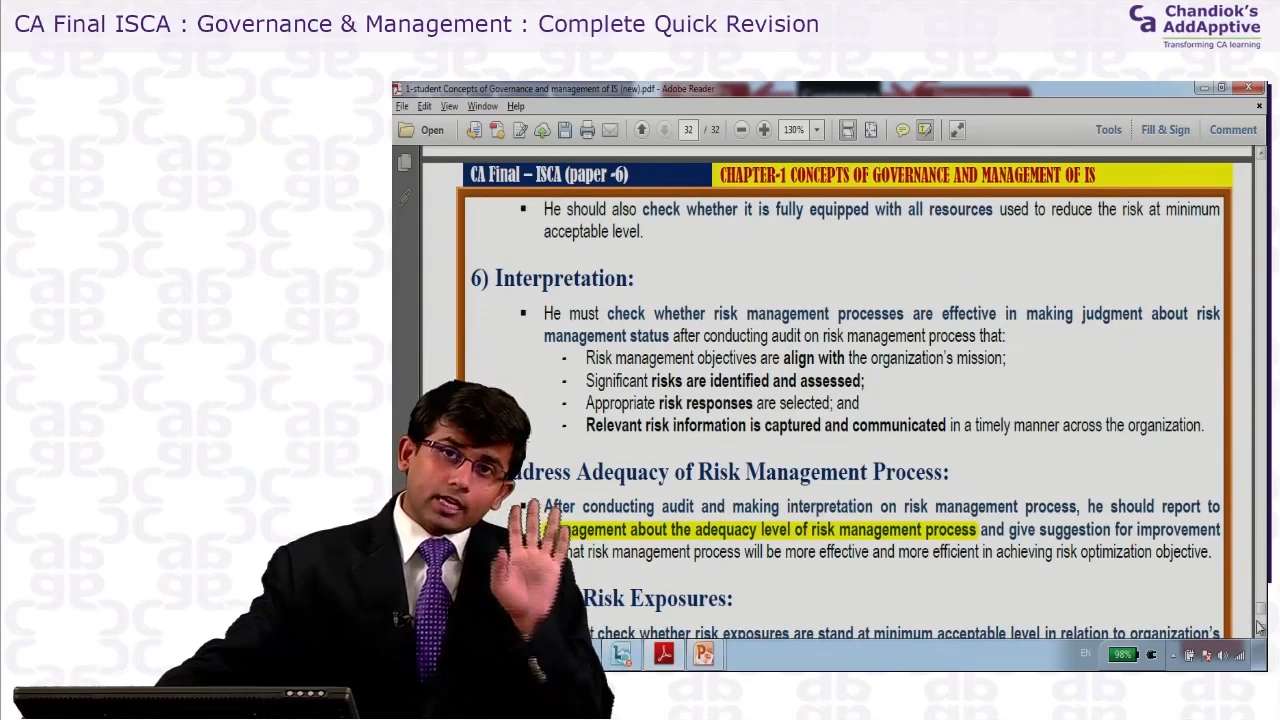 CA Final ISCA : Governance & Management : Complete Quick Revision
Chandiok's
AddApptive
Transforming CA learning
1-student Concepts of Governance and management of IS (new).pdf - Adobe Reader
File Edit View Window Help
Open 32 / 32 130% Tools Fill & Sign Comment
CA Final – ISCA (paper -6) CHAPTER-1 CONCEPTS OF GOVERNANCE AND MANAGEMENT OF IS
▪ He should also check whether it is fully equipped with all resources used to reduce the risk at minimum
acceptable level.
6) Interpretation:
▪ He must check whether risk management processes are effective in making judgment about risk
management status after conducting audit on risk management process that:
- Risk management objectives are align with the organization's mission;
- Significant risks are identified and assessed;
- Appropriate risk responses are selected; and
- Relevant risk information is captured and communicated in a timely manner across the organization.
Adequacy of Risk Management Process:
After conducting audit and making interpretation on risk management process, he should report to
about the adequacy level of risk management process and give suggestion for improvement
risk management process will be more effective and more efficient in achieving risk optimization objective.
Risk Exposures:
check whether risk exposures are stand at minimum acceptable level in relation to organization's
EN 98%